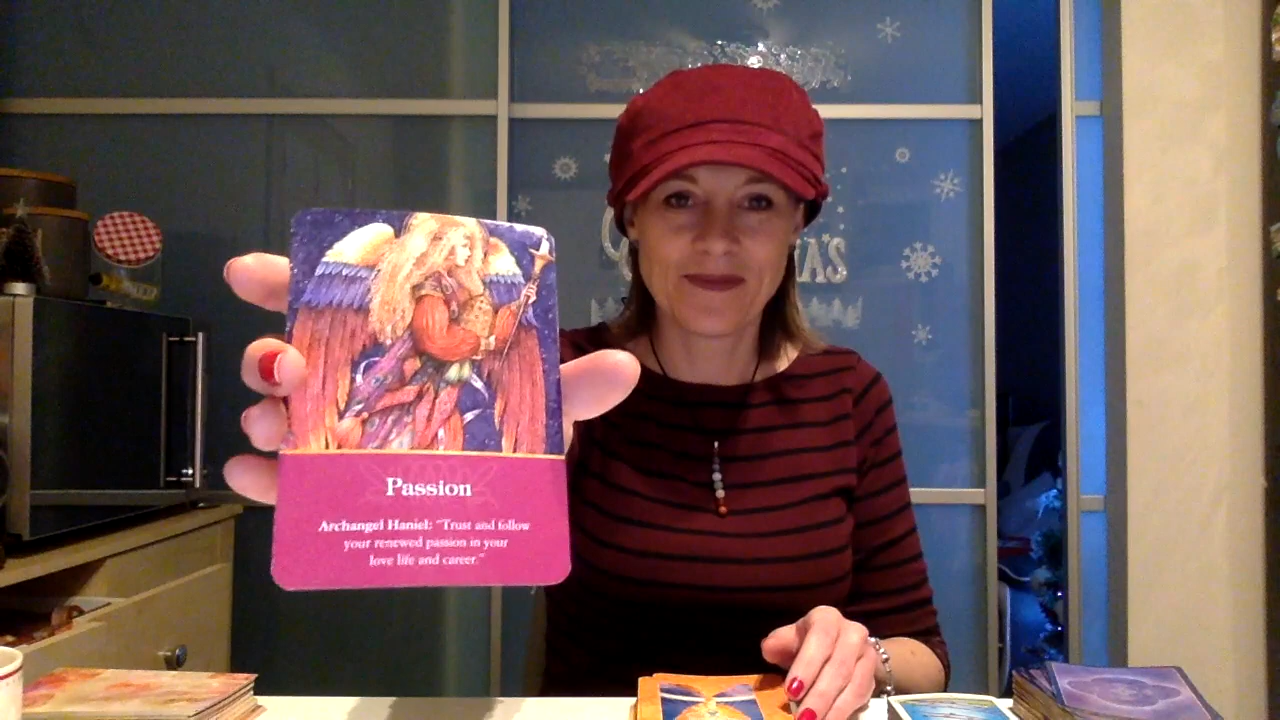 Passion
Archangel Haniel: "Trust and follow
your renewed passion in your
love life and career."